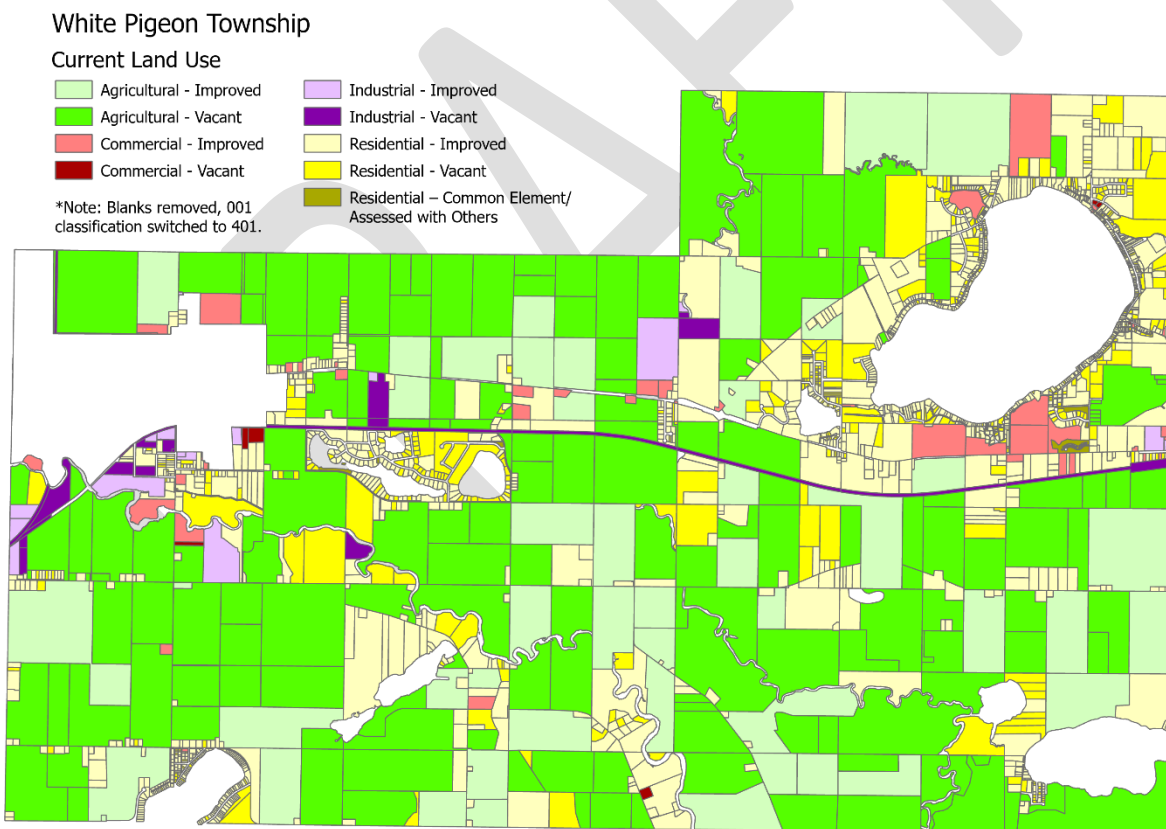 White Pigeon Township
Current Land Use
Agricultural - Improved
Agricultural - Vacant
Commercial - Improved
Commercial - Vacant
*Note: Blanks removed, 001
classification switched to 401.
Industrial - Improved
Industrial - Vacant
Residential - Improved
Residential - Vacant
Residential – Common Element/
Assessed with Others
DRAFT